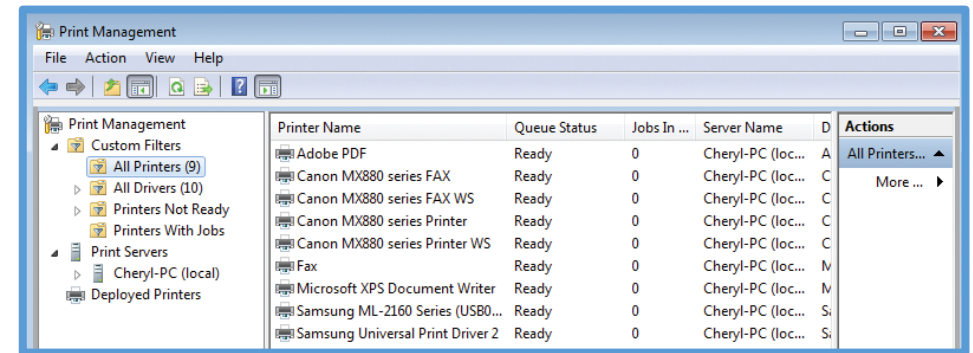 Print Management
File Action View Help
Print Management
Custom Filters
All Printers (9)
All Drivers (10)
Printers Not Ready
Printers With Jobs
Print Servers
Cheryl-PC (local)
Deployed Printers
Printer Name Queue Status Jobs In ... Server Name D
Adobe PDF Ready 0 Cheryl-PC (loc... A
Canon MX880 series FAX Ready 0 Cheryl-PC (loc... C
Canon MX880 series FAX WS Ready 0 Cheryl-PC (loc... C
Canon MX880 series Printer Ready 0 Cheryl-PC (loc... C
Canon MX880 series Printer WS Ready 0 Cheryl-PC (loc... C
Fax Ready 0 Cheryl-PC (loc... M
Microsoft XPS Document Writer Ready 0 Cheryl-PC (loc... M
Samsung ML-2160 Series (USB0... Ready 0 Cheryl-PC (loc... Sa
Samsung Universal Print Driver 2 Ready 0 Cheryl-PC (loc... Sa
Actions
All Printers...
More ...